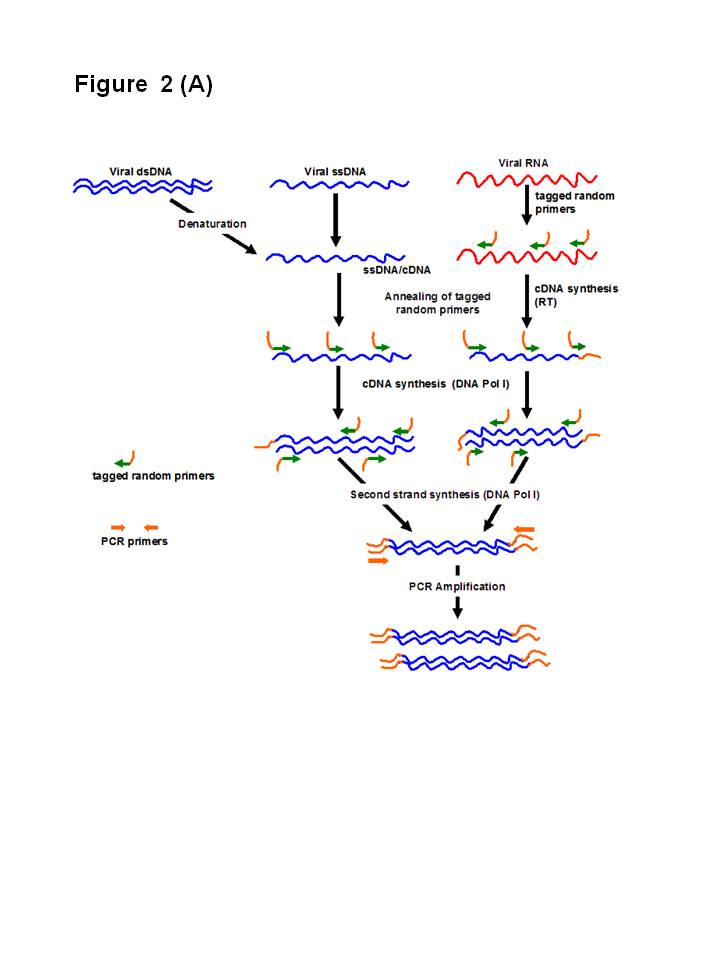 Figure 2 (A)
Viral dsDNA
Viral ssDNA
Viral RNA
tagged random
primers
Denaturation
ssDNA/cDNA
Annealing of tagged
random primers
cDNA synthesis
(RT)
cDNA synthesis (DNA Pol I)
tagged random primers
Second strand synthesis (DNA Pol I)
PCR primers
PCR Amplification